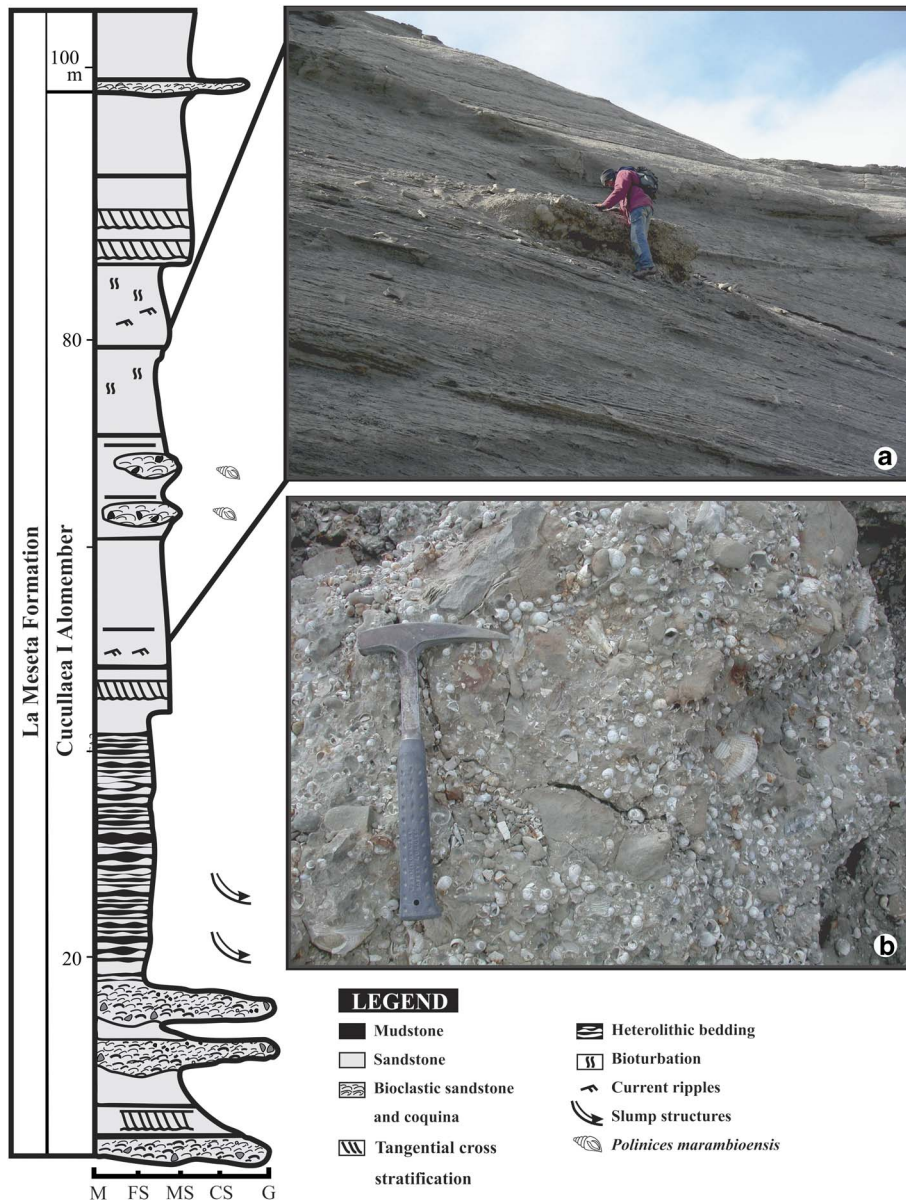 La Meseta Formation
Cucullaea I Alomember
100
m
80
20
M FS MS CS G
a
b
LEGEND
Mudstone
Sandstone
Bioclastic sandstone
and coquina
Tangential cross
stratification
Heterolithic bedding
Bioturbation
Current ripples
Slump structures
Polinices marambioensis